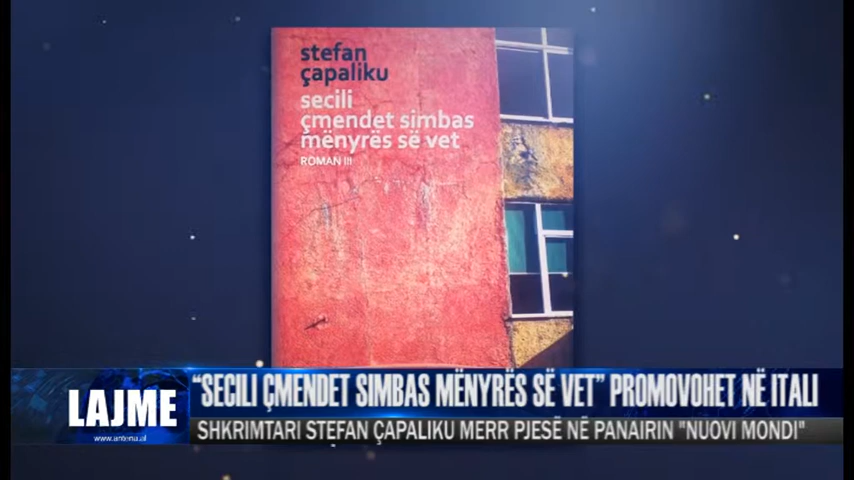 stefan
çapaliku
secili
çmendet simbas
mënyrës së vet
ROMAN III
"SECILI ÇMENDET SIMBAS MËNYRËS SË VET" PROMOVOHET NË ITALI
LAJME
www.antena.al
SHKRIMTARI STEFAN ÇAPALIKU MERR PJESË NË PANAIRIN "NUOVI MONDI"